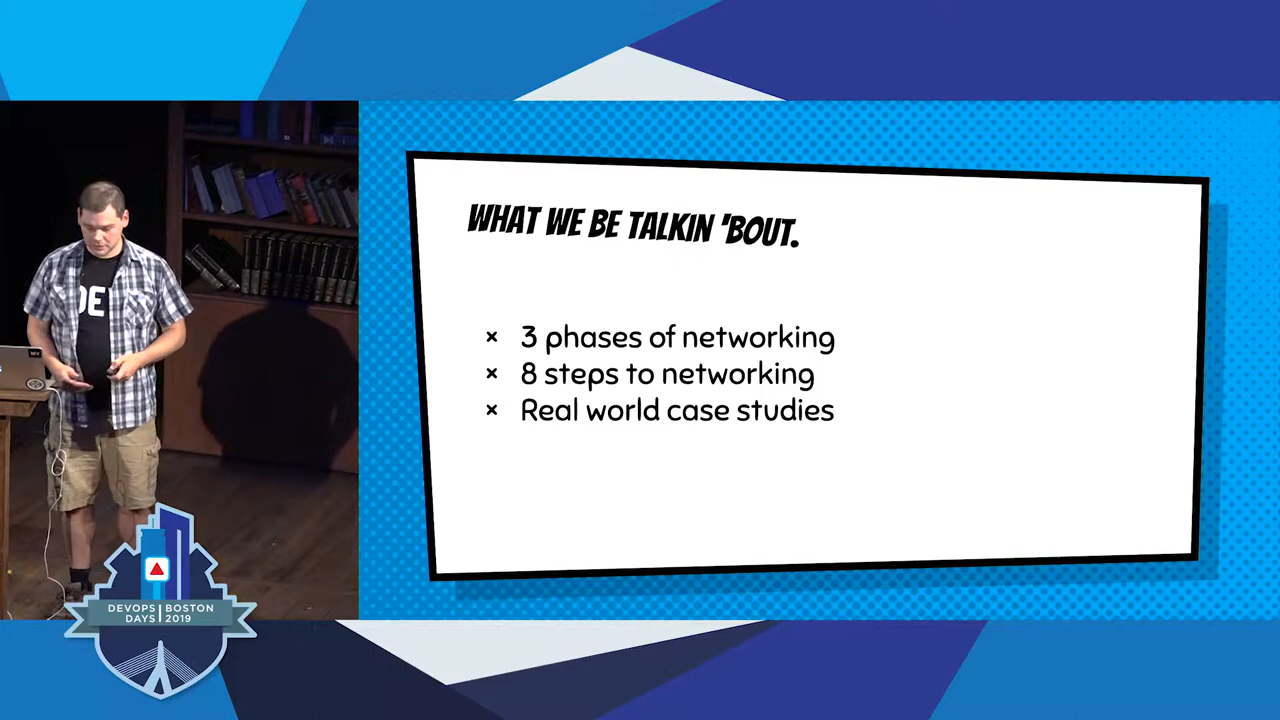 WHAT WE BE TALKIN 'BOUT.
× 3 phases of networking
× 8 steps to networking
× Real world case studies
DE
DEVOPS BOSTON
DAYS 2019